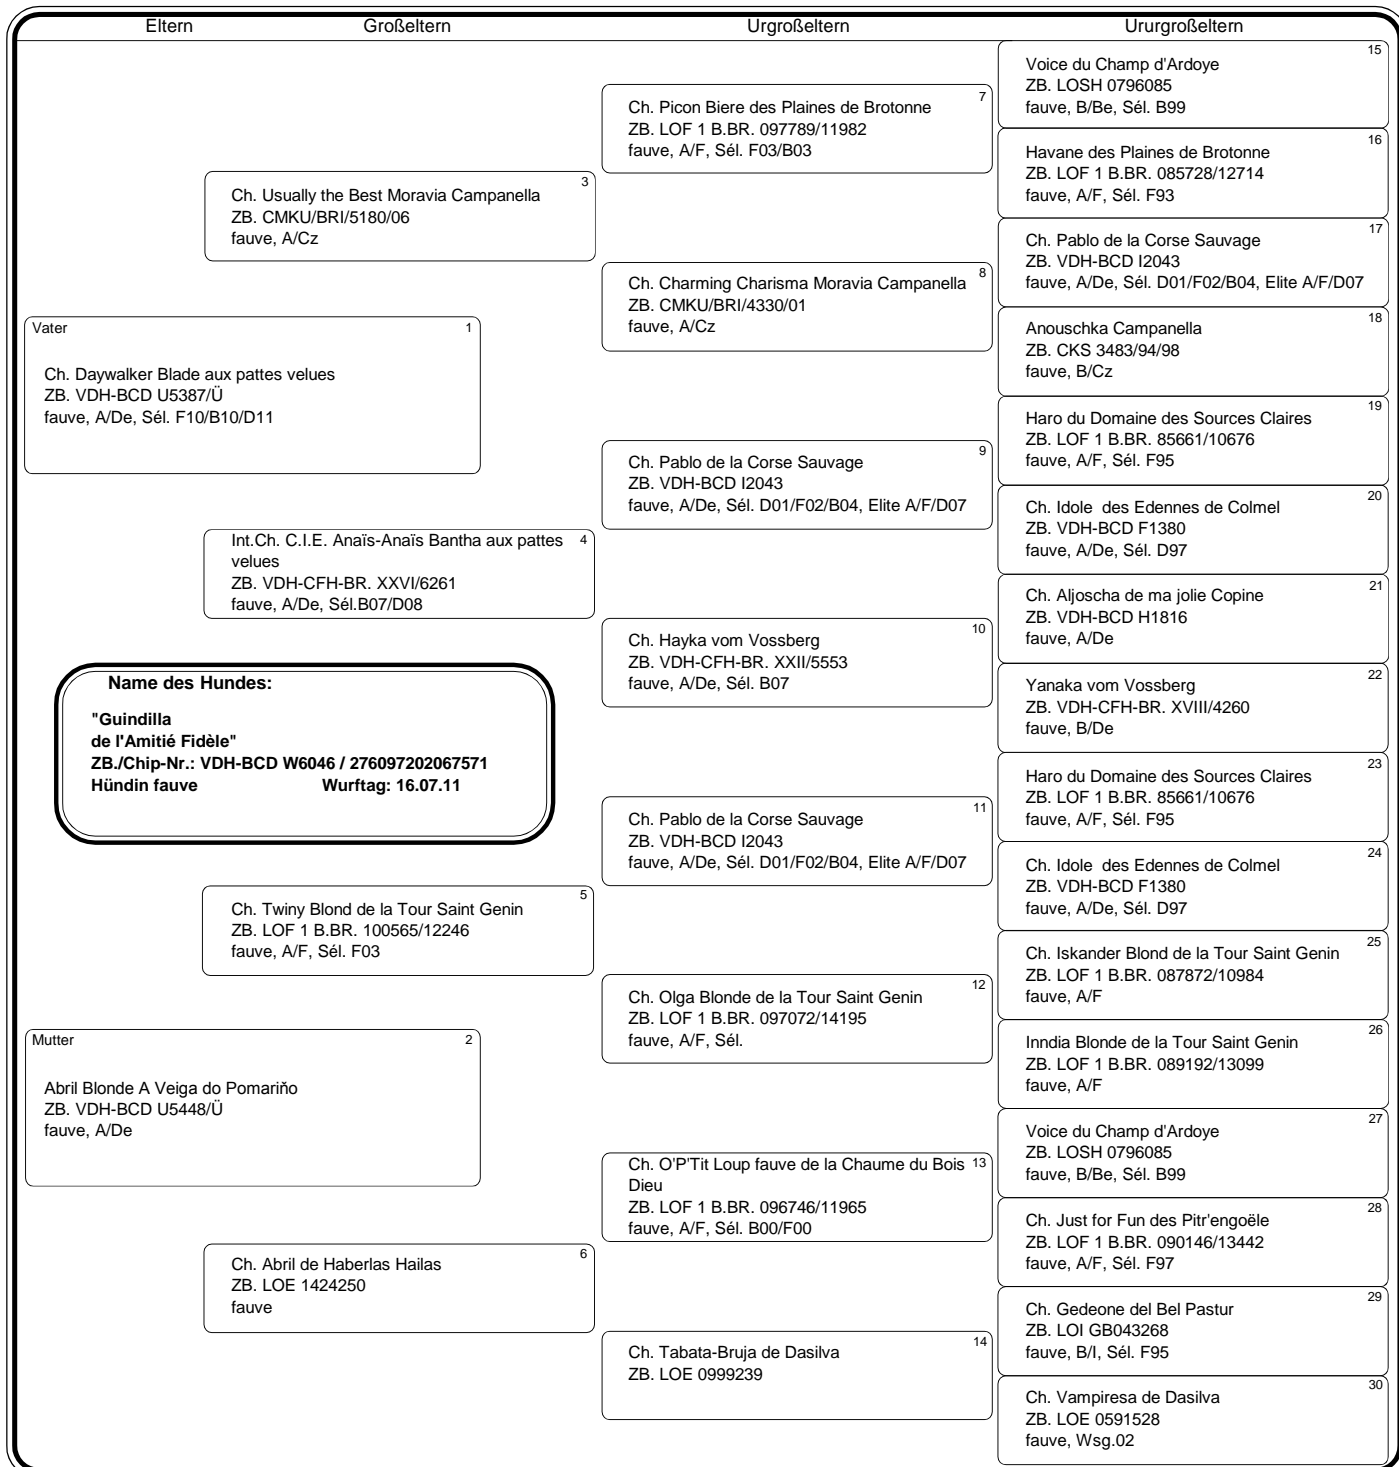 Eltern Großeltern Urgroßeltern Ururgroßeltern
Vater 1
Ch. Daywalker Blade aux pattes velues
ZB. VDH-BCD U5387/Ü
fauve, A/De, Sél. F10/B10/D11
Name des Hundes:
"Guindilla
de l'Amitié Fidèle"
ZB./Chip-Nr.: VDH-BCD W6046 / 276097202067571
Hündin fauve Wurftag: 16.07.11
Mutter 2
Abril Blonde A Veiga do Pomariňo
ZB. VDH-BCD U5448/Ü
fauve, A/De
3
Ch. Usually the Best Moravia Campanella
ZB. CMKU/BRI/5180/06
fauve, A/Cz
Int.Ch. C.I.E. Anaïs-Anaïs Bantha aux pattes 4
velues
ZB. VDH-CFH-BR. XXVI/6261
fauve, A/De, Sél.B07/D08
5
Ch. Twiny Blond de la Tour Saint Genin
ZB. LOF 1 B.BR. 100565/12246
fauve, A/F, Sél. F03
6
Ch. Abril de Haberlas Hailas
ZB. LOE 1424250
fauve
7
Ch. Picon Biere des Plaines de Brotonne
ZB. LOF 1 B.BR. 097789/11982
fauve, A/F, Sél. F03/B03
8
Ch. Charming Charisma Moravia Campanella
ZB. CMKU/BRI/4330/01
fauve, A/Cz
9
Ch. Pablo de la Corse Sauvage
ZB. VDH-BCD I2043
fauve, A/De, Sél. D01/F02/B04, Elite A/F/D07
10
Ch. Hayka vom Vossberg
ZB. VDH-CFH-BR. XXII/5553
fauve, A/De, Sél. B07
11
Ch. Pablo de la Corse Sauvage
ZB. VDH-BCD I2043
fauve, A/De, Sél. D01/F02/B04, Elite A/F/D07
12
Ch. Olga Blonde de la Tour Saint Genin
ZB. LOF 1 B.BR. 097072/14195
fauve, A/F, Sél.
Ch. O'P'Tit Loup fauve de la Chaume du Bois 13
Dieu
ZB. LOF 1 B.BR. 096746/11965
fauve, A/F, Sél. B00/F00
14
Ch. Tabata-Bruja de Dasilva
ZB. LOE 0999239
15
Voice du Champ d'Ardoye
ZB. LOSH 0796085
fauve, B/Be, Sél. B99
16
Havane des Plaines de Brotonne
ZB. LOF 1 B.BR. 085728/12714
fauve, A/F, Sél. F93
17
Ch. Pablo de la Corse Sauvage
ZB. VDH-BCD I2043
fauve, A/De, Sél. D01/F02/B04, Elite A/F/D07
18
Anouschka Campanella
ZB. CKS 3483/94/98
fauve, B/Cz
19
Haro du Domaine des Sources Claires
ZB. LOF 1 B.BR. 85661/10676
fauve, A/F, Sél. F95
20
Ch. Idole des Edennes de Colmel
ZB. VDH-BCD F1380
fauve, A/De, Sél. D97
21
Ch. Aljoscha de ma jolie Copine
ZB. VDH-BCD H1816
fauve, A/De
22
Yanaka vom Vossberg
ZB. VDH-CFH-BR. XVIII/4260
fauve, B/De
23
Haro du Domaine des Sources Claires
ZB. LOF 1 B.BR. 85661/10676
fauve, A/F, Sél. F95
24
Ch. Idole des Edennes de Colmel
ZB. VDH-BCD F1380
fauve, A/De, Sél. D97
25
Ch. Iskander Blond de la Tour Saint Genin
ZB. LOF 1 B.BR. 087872/10984
fauve, A/F
26
Inndia Blonde de la Tour Saint Genin
ZB. LOF 1 B.BR. 089192/13099
fauve, A/F
27
Voice du Champ d'Ardoye
ZB. LOSH 0796085
fauve, B/Be, Sél. B99
28
Ch. Just for Fun des Pitr'engoële
ZB. LOF 1 B.BR. 090146/13442
fauve, A/F, Sél. F97
29
Ch. Gedeone del Bel Pastur
ZB. LOI GB043268
fauve, B/I, Sél. F95
30
Ch. Vampiresa de Dasilva
ZB. LOE 0591528
fauve, Wsg.02